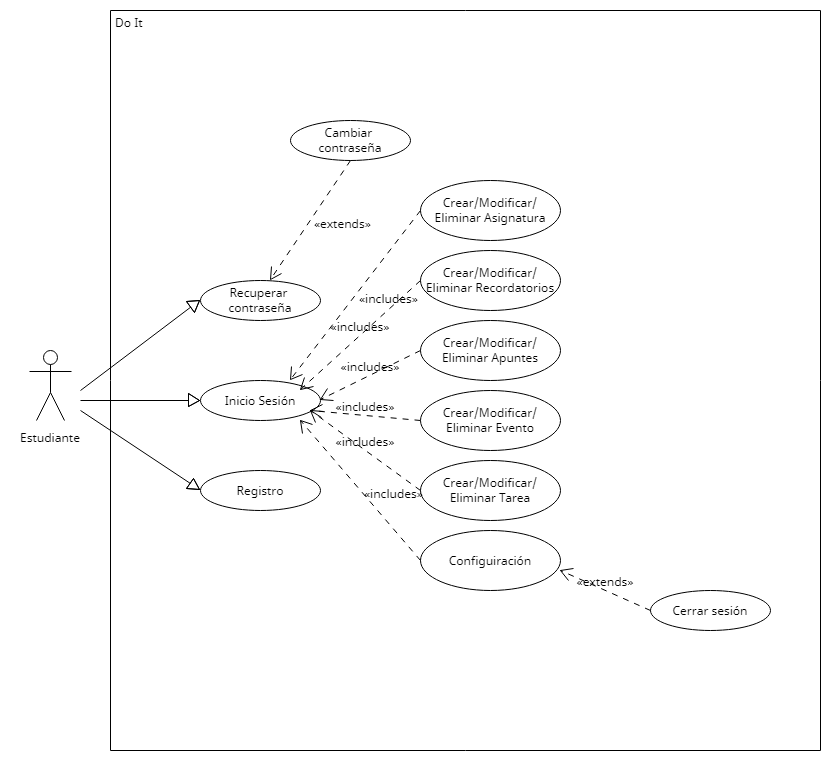 Do It
Cambiar
contraseña
«extends»
Crear/Modificar/
Eliminar Asignatura
Crear/Modificar/
Eliminar Recordatorios
Recuperar
contraseña
«includes»
«includes»
Crear/Modificar/
Eliminar Apuntes
«includes»
Inicio Sesión
«includes»
Crear/Modificar/
Eliminar Evento
Estudiante
«includes»
Registro
Crear/Modificar/
Eliminar Tarea
«includes»
Configuiración
«extends»
Cerrar sesión